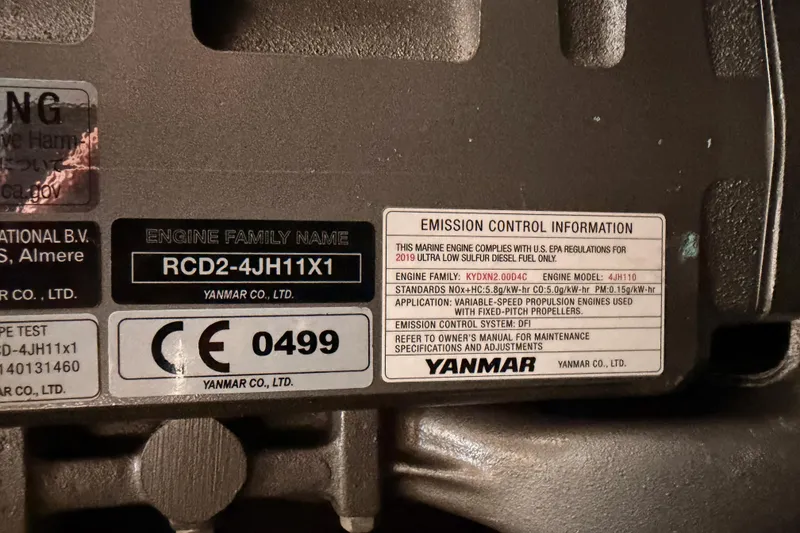 NG
ve Harm-
について
ca.gov
ATIONAL B.V.
S, Almere
CO., LTD.
PE TEST
CD-4JH11x1
140131460
CO., LTD.
ENGINE FAMILY NAME
RCD2-4JH11X1
YANMAR CO., LTD.
CE 0499
YANMAR CO., LTD.
EMISSION CONTROL INFORMATION
THIS MARINE ENGINE COMPLIES WITH U.S. EPA REGULATIONS FOR
2019 ULTRA LOW SULFUR DIESEL FUEL ONLY.
ENGINE FAMILY: KYDXN2.00D4C ENGINE MODEL: 4JH110
STANDARDS NOx+HC:5.8g/kW-hr CO:5.0g/kW-hr PM:0.15g/kW-hr
APPLICATION: VARIABLE-SPEED PROPULSION ENGINES USED
WITH FIXED-PITCH PROPELLERS.
EMISSION CONTROL SYSTEM: DFI
REFER TO OWNER'S MANUAL FOR MAINTENANCE
SPECIFICATIONS AND ADJUSTMENTS
YANMAR YANMAR CO., LTD.